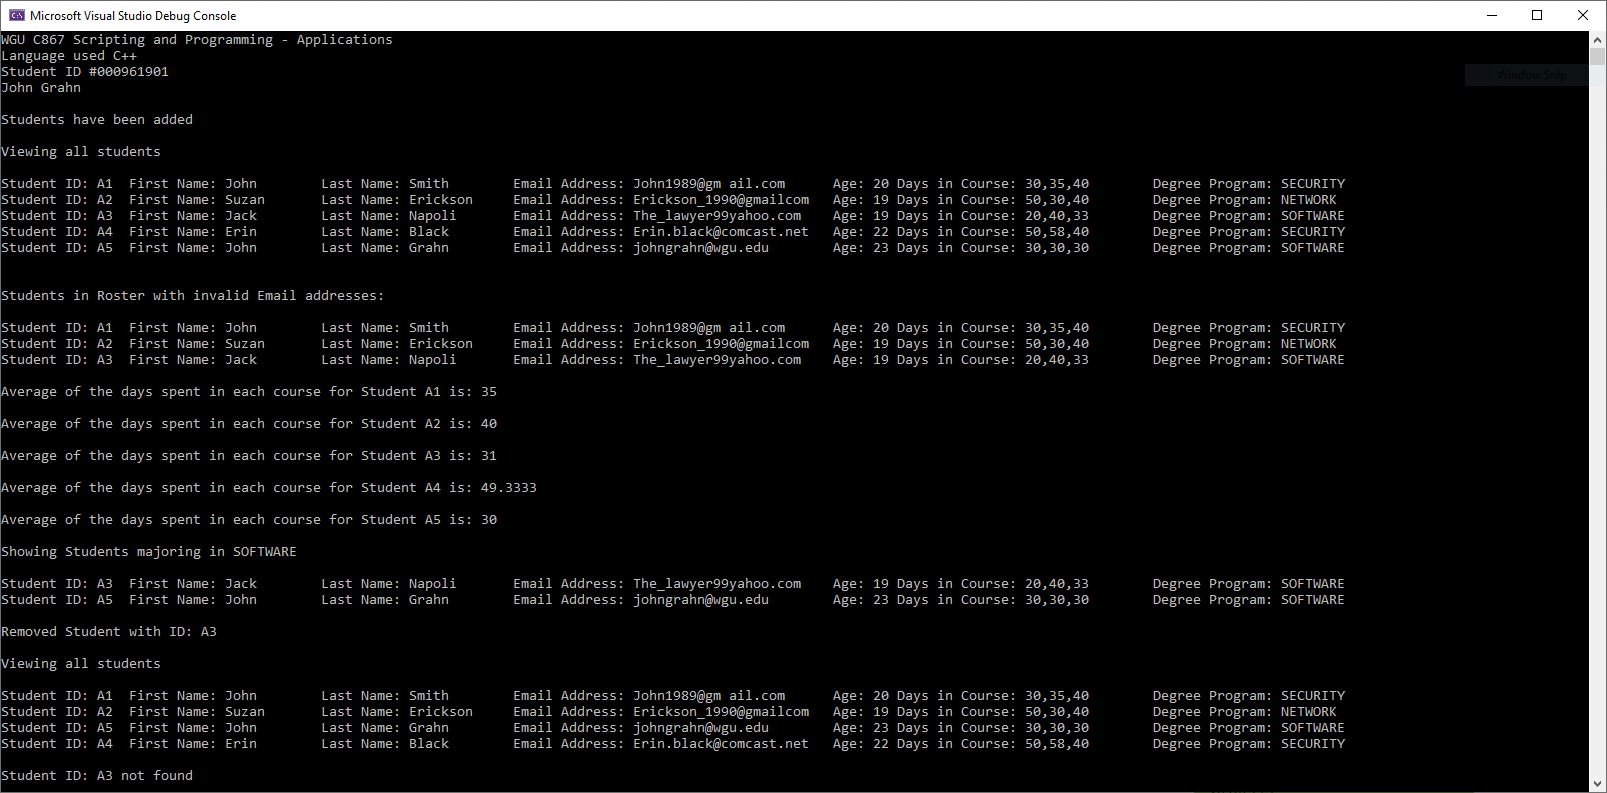 Microsoft Visual Studio Debug Console
WGU C867 Scripting and Programming - Applications
Language used C++
Student ID #000961901
John Grahn
Window Snip
Students have been added
Viewing all students
Student ID: A1  First Name: John        Last Name: Smith        Email Address: John1989@gm ail.com      Age: 20 Days in Course: 30,35,40        Degree Program: SECURITY
Student ID: A2  First Name: Suzan       Last Name: Erickson     Email Address: Erickson_1990@gmailcom   Age: 19 Days in Course: 50,30,40        Degree Program: NETWORK
Student ID: A3  First Name: Jack        Last Name: Napoli       Email Address: The_lawyer99yahoo.com    Age: 19 Days in Course: 20,40,33        Degree Program: SOFTWARE
Student ID: A4  First Name: Erin        Last Name: Black        Email Address: Erin.black@comcast.net   Age: 22 Days in Course: 50,58,40        Degree Program: SECURITY
Student ID: A5  First Name: John        Last Name: Grahn        Email Address: johngrahn@wgu.edu        Age: 23 Days in Course: 30,30,30        Degree Program: SOFTWARE
Students in Roster with invalid Email addresses:
Student ID: A1  First Name: John        Last Name: Smith        Email Address: John1989@gm ail.com      Age: 20 Days in Course: 30,35,40        Degree Program: SECURITY
Student ID: A2  First Name: Suzan       Last Name: Erickson     Email Address: Erickson_1990@gmailcom   Age: 19 Days in Course: 50,30,40        Degree Program: NETWORK
Student ID: A3  First Name: Jack        Last Name: Napoli       Email Address: The_lawyer99yahoo.com    Age: 19 Days in Course: 20,40,33        Degree Program: SOFTWARE
Average of the days spent in each course for Student A1 is: 35
Average of the days spent in each course for Student A2 is: 40
Average of the days spent in each course for Student A3 is: 31
Average of the days spent in each course for Student A4 is: 49.3333
Average of the days spent in each course for Student A5 is: 30
Showing Students majoring in SOFTWARE
Student ID: A3  First Name: Jack        Last Name: Napoli       Email Address: The_lawyer99yahoo.com    Age: 19 Days in Course: 20,40,33        Degree Program: SOFTWARE
Student ID: A5  First Name: John        Last Name: Grahn        Email Address: johngrahn@wgu.edu        Age: 23 Days in Course: 30,30,30        Degree Program: SOFTWARE
Removed Student with ID: A3
Viewing all students
Student ID: A1  First Name: John        Last Name: Smith        Email Address: John1989@gm ail.com      Age: 20 Days in Course: 30,35,40        Degree Program: SECURITY
Student ID: A2  First Name: Suzan       Last Name: Erickson     Email Address: Erickson_1990@gmailcom   Age: 19 Days in Course: 50,30,40        Degree Program: NETWORK
Student ID: A5  First Name: John        Last Name: Grahn        Email Address: johngrahn@wgu.edu        Age: 23 Days in Course: 30,30,30        Degree Program: SOFTWARE
Student ID: A4  First Name: Erin        Last Name: Black        Email Address: Erin.black@comcast.net   Age: 22 Days in Course: 50,58,40        Degree Program: SECURITY
Student ID: A3 not found